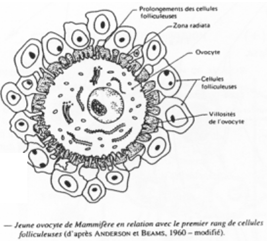 Prolongements des cellules
folliculeuses
Zona radiata
Ovocyte
Cellules
folliculeuses
Villosités
de l'ovocyte
— Jeune ovocyte de Mammifère en relation avec le premier rang de cellules
folliculeuses (d'après ANDERSON et BEAMS, 1960 – modifié).